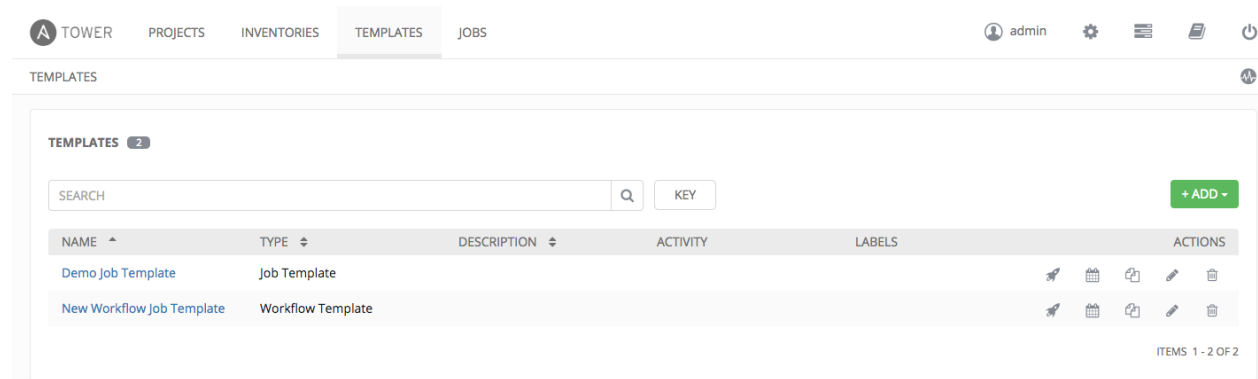 A TOWER PROJECTS INVENTORIES TEMPLATES JOBS admin
TEMPLATES
TEMPLATES 2
SEARCH KEY + ADD
NAME TYPE DESCRIPTION ACTIVITY LABELS ACTIONS
Demo Job Template Job Template
New Workflow Job Template Workflow Template
ITEMS 1 - 2 OF 2